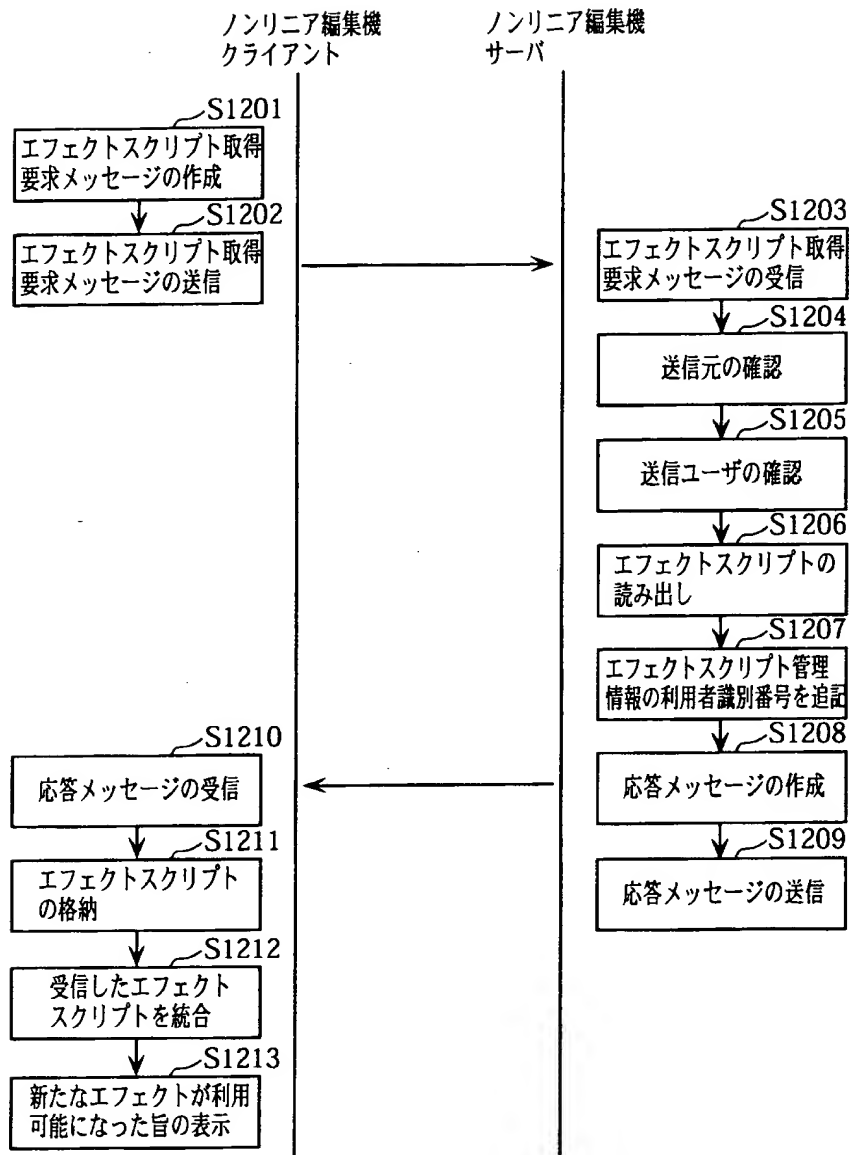 ノンリニア編集機
クライアント
ノンリニア編集機
サーバ
S1201
エフェクトスクリプト取得
要求メッセージの作成
S1202
エフェクトスクリプト取得
要求メッセージの送信
S1203
エフェクトスクリプト取得
要求メッセージの受信
S1204
送信元の確認
S1205
送信ユーザの確認
S1206
エフェクトスクリプトの
読み出し
S1207
エフェクトスクリプト管理
情報の利用者識別番号を追記
S1208
応答メッセージの作成
S1209
応答メッセージの送信
S1210
応答メッセージの受信
S1211
エフェクトスクリプト
の格納
S1212
受信したエフェクト
スクリプトを統合
S1213
新たなエフェクトが利用
可能になった旨の表示